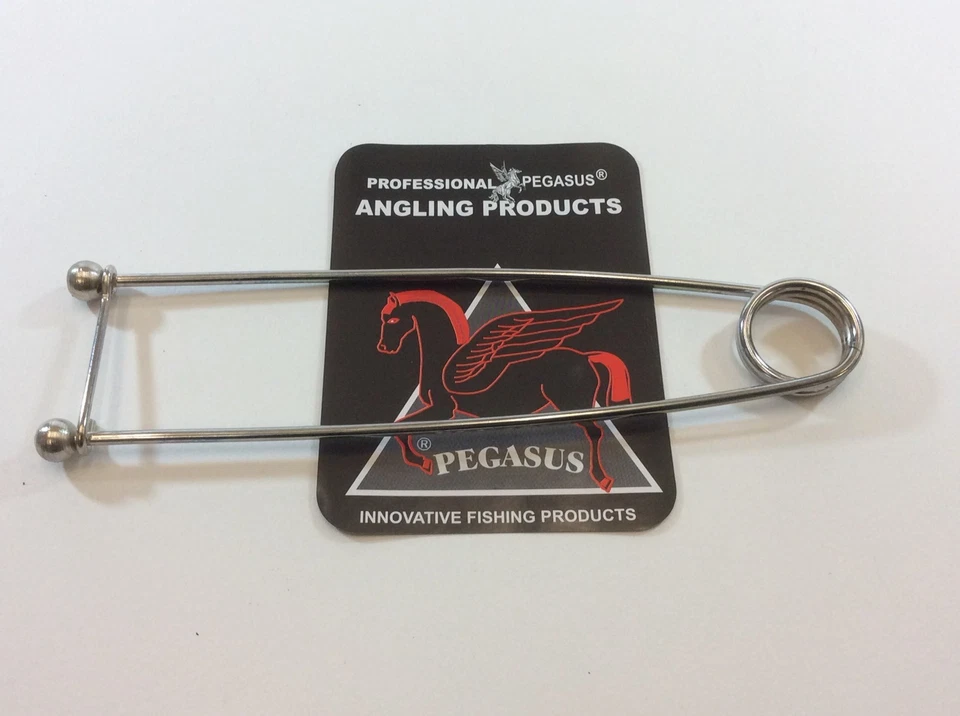 PROFESSIONAL PEGASUS®
ANGLING PRODUCTS
® PEGASUS
INNOVATIVE FISHING PRODUCTS